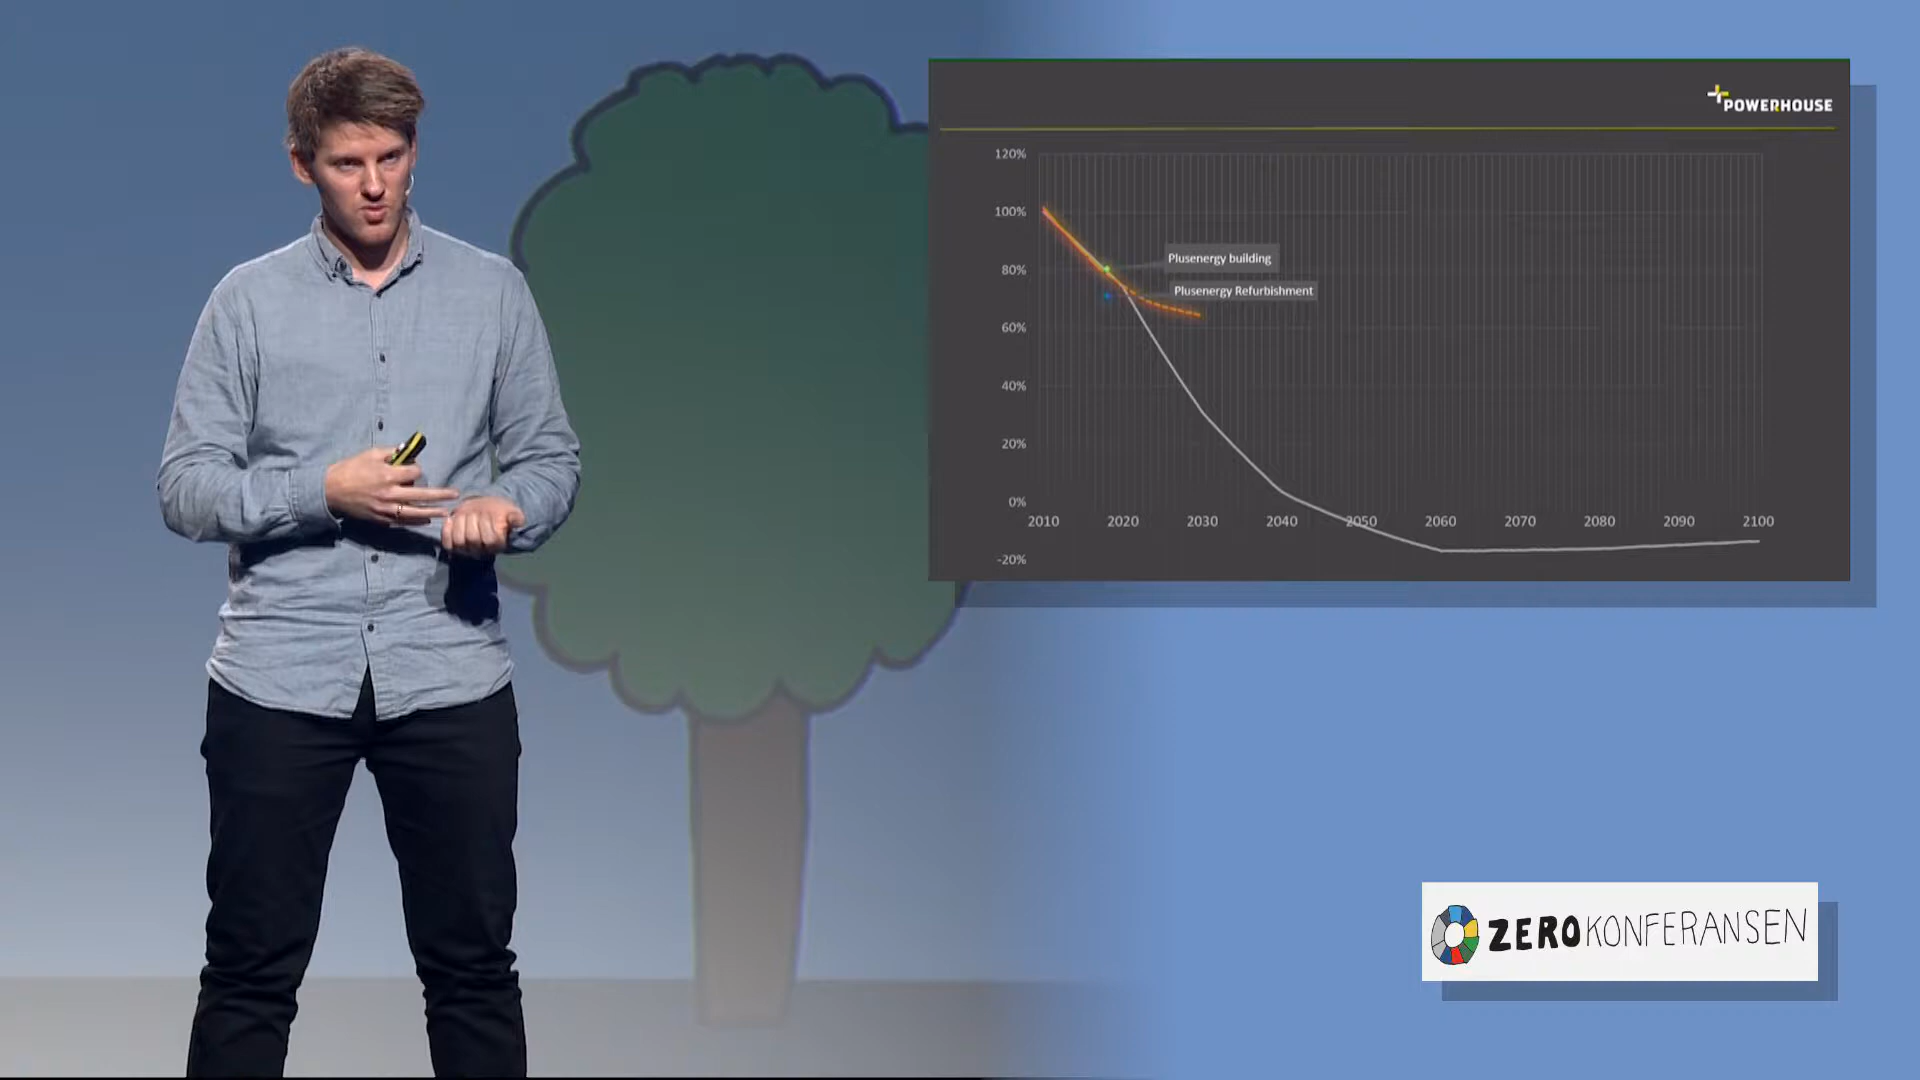 POWERHOUSE
120%
100%
80%
60%
40%
20%
0%
-20%
Plusenergy building
Plusenergy Refurbishment
2010 2020 2030 2040 2050 2060 2070 2080 2090 2100
ZEROKONFERANSEN